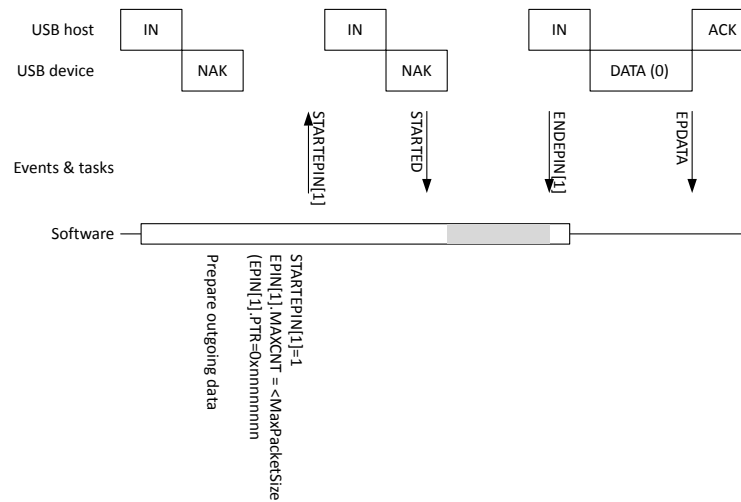 USB host
IN
IN
IN
ACK
USB device
NAK
NAK
DATA (0)
Events & tasks
STARTEPIN[1]
STARTED
ENDEPIN[1]
EPDATA
Software
Prepare outgoing data
STARTEPIN[1]=1
EPIN[1].MAXCNT = <MaxPacketSize
(EPIN[1].PTR=0xnnnnnnnn